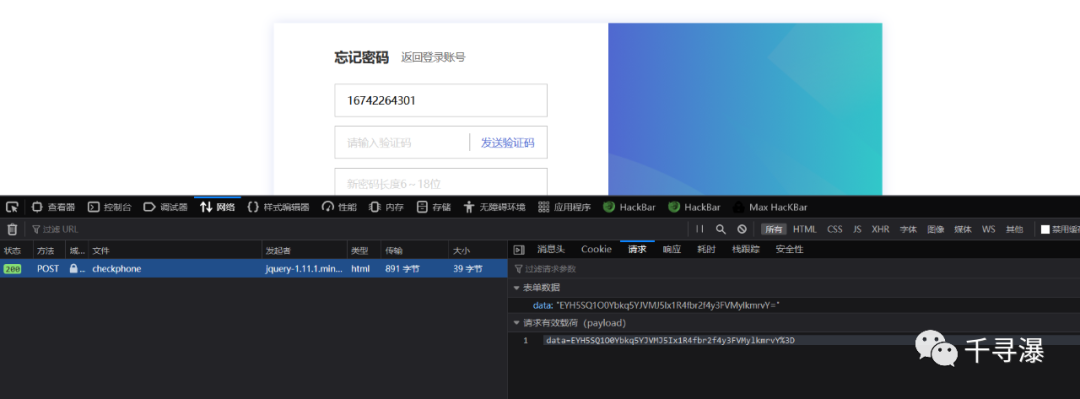 忘记密码 返回登录账号
16742264301
请输入验证码 发送验证码
新密码长度6--18位
查看器 控制台 调试器 网络 样式编辑器 性能 内存 存储 无障碍环境 应用程序 HackBar HackBar Max HacKBar
过滤 URL 所有 HTML CSS JS XHR 字体 图像 媒体 WS 其他 禁用缓存
状态 方法 域... 文件 发起者 类型 传输 大小 消息头 Cookie 请求 响应 耗时 栈跟踪 安全性
200 POST ... checkphone jquery-1.11.1.min... html 891 字节 39 字节
过滤请求参数
表单数据
data: "EYH5SQ1O0Ybkq5YJVMJ5Ix1R4fbr2f4y3FVMylkmrvY="
请求有效载荷 (payload)
1 data=EYH5SQ1O0Ybkq5YJVMJ5Ix1R4fbr2f4y3FVMylkmrvY%3D
千寻瀑